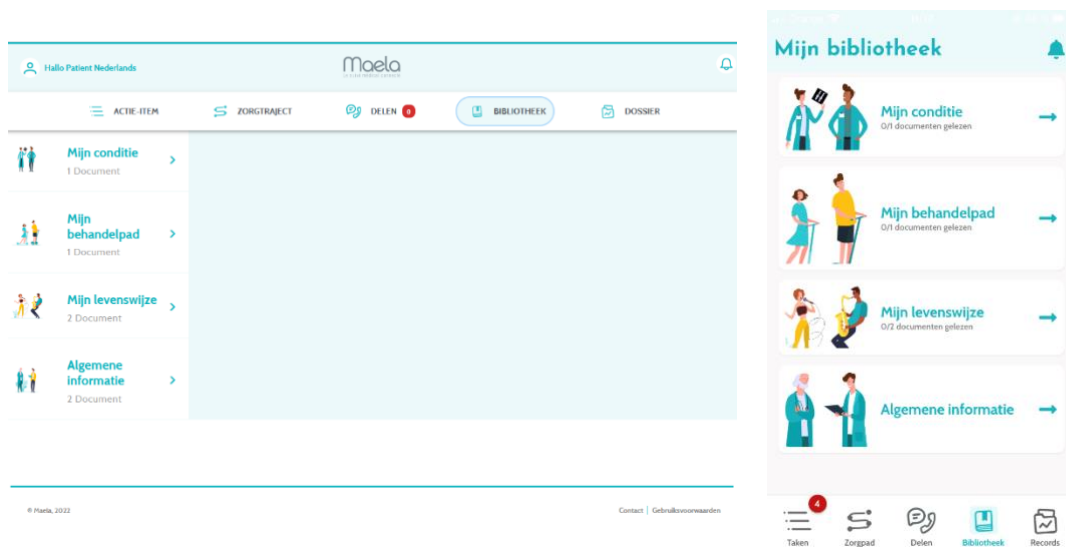 Hallo Patient Nederlands
Maela
ACTIE-ITEM
ZORGTRAJECT
DELEN
BIBLIOTHEEK
DOSSIER
Mijn conditie
1 Document
Mijn
behandelpad
1 Document
Mijn levenswijze
2 Document
Algemene
informatie
2 Document
© Maela, 2022
Contact | Gebruiksvoorwaarden
Mijn bibliotheek
Mijn conditie
0/1 documenten gelezen
Mijn behandelpad
0/1 documenten gelezen
Mijn levenswijze
0/2 documenten gelezen
Algemene informatie
4
Taken
Zorgpad
Delen
Bibliotheek
Records